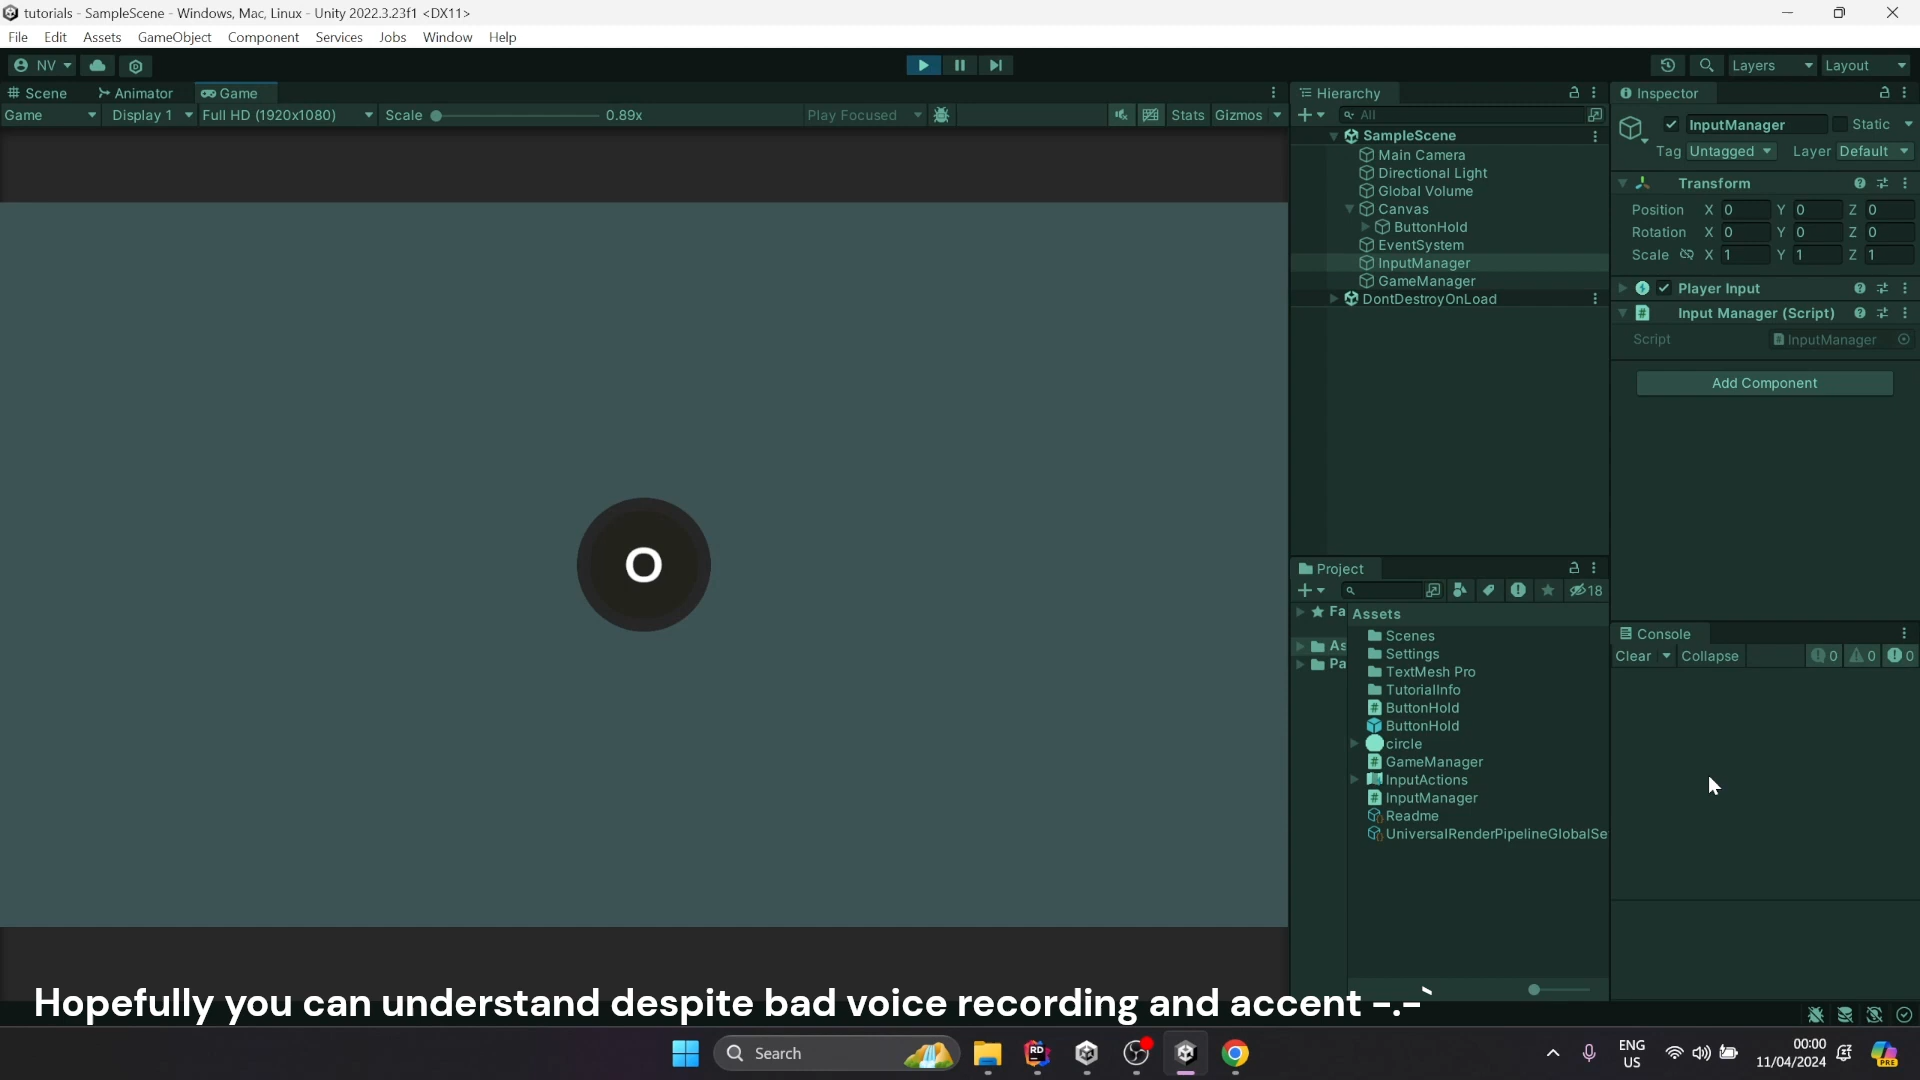 tutorials - SampleScene - Windows, Mac, Linux - Unity 2022.3.23f1 <DX11>
File Edit Assets GameObject Component Services Jobs Window Help
NV Layers Layout
Scene Animator Game
Game Display 1 Full HD (1920x1080) Scale 0.89x Play Focused Stats Gizmos
O
Hierarchy
All
SampleScene
Main Camera
Directional Light
Global Volume
Canvas
ButtonHold
EventSystem
InputManager
GameManager
DontDestroyOnLoad
Inspector
InputManager Static
Tag Untagged Layer Default
Transform
Position X 0 Y 0 Z 0
Rotation X 0 Y 0 Z 0
Scale X 1 Y 1 Z 1
Player Input
Input Manager (Script)
Script InputManager
Add Component
Project
18
Fa
As
Pa
Assets
Scenes
Settings
TextMesh Pro
TutorialInfo
ButtonHold
ButtonHold
circle
GameManager
InputActions
InputManager
Readme
UniversalRenderPipelineGlobalSe
Console
Clear Collapse 0 0 0
Hopefully you can understand despite bad voice recording and accent -.-`
Search
RD
ENG
US
00:00
11/04/2024
PRE